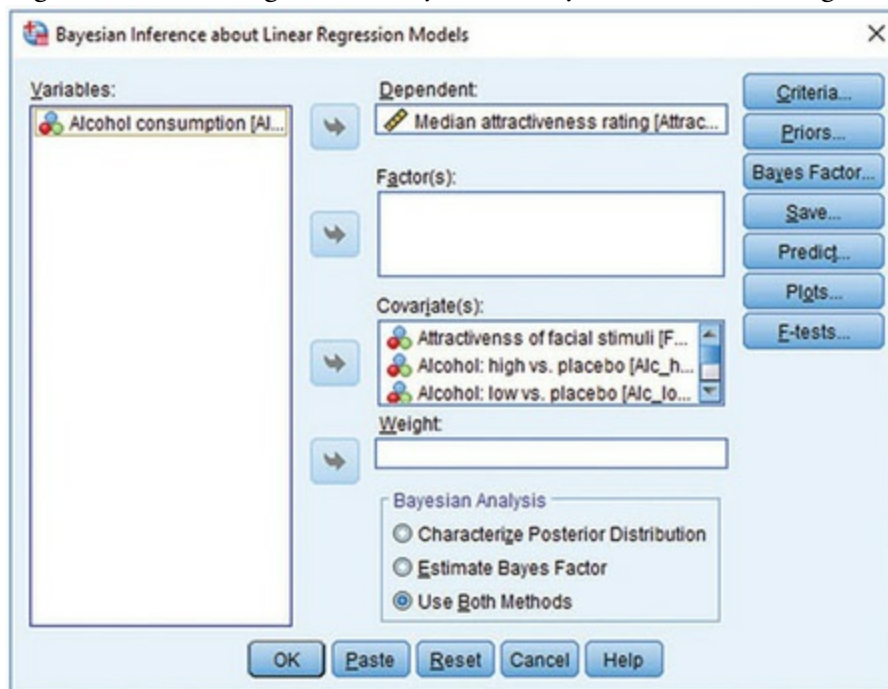 Bayesian Inference about Linear Regression Models
Variables:
Alcohol consumption [Al...
Dependent:
Median attractiveness rating [Attrac...
Factor(s):
Covariate(s):
Attractivenss of facial stimuli [F...
Alcohol: high vs. placebo [Alc_h...
Alcohol: low vs. placebo [Alc_lo...
Weight:
Bayesian Analysis
Characterize Posterior Distribution
Estimate Bayes Factor
Use Both Methods
Criteria...
Priors...
Bayes Factor...
Save...
Predict...
Plots...
F-tests...
OK
Paste
Reset
Cancel
Help